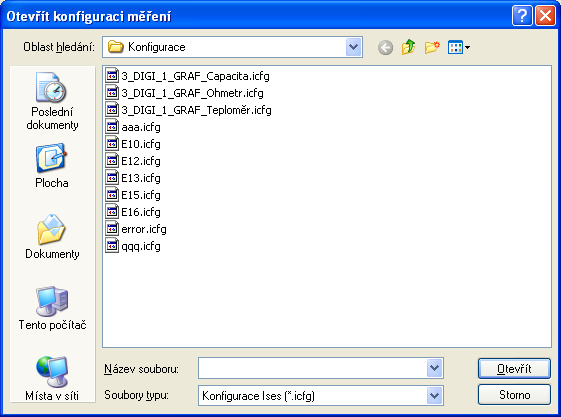 Otevřít konfiguraci měření
Oblast hledání:
Konfigurace
Poslední
dokumenty
Plocha
Dokumenty
Tento počítač
Místa v síti
3_DIGI_1_GRAF_Capacita.icfg
3_DIGI_1_GRAF_Ohmetr.icfg
3_DIGI_1_GRAF_Teploměr.icfg
aaa.icfg
E10.icfg
E12.icfg
E13.icfg
E15.icfg
E16.icfg
error.icfg
qqq.icfg
Název souboru:
Otevřít
Soubory typu:
Konfigurace Ises (*.icfg)
Storno